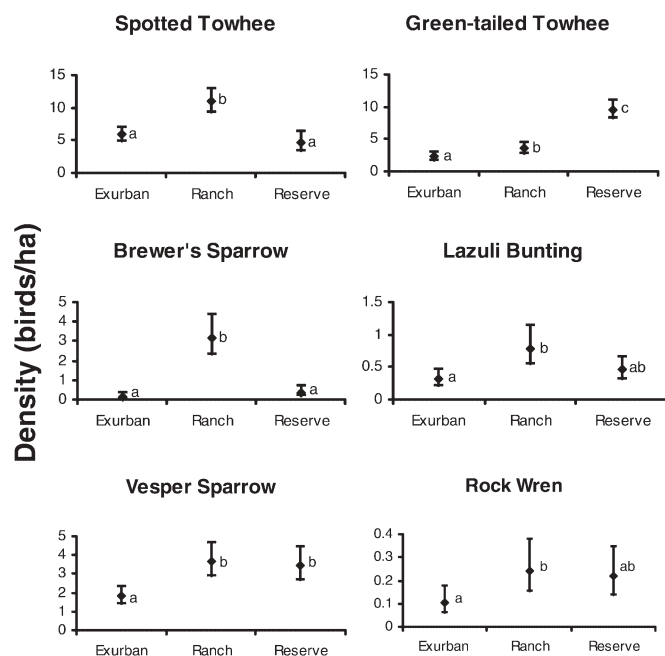 Spotted Towhee
Green-tailed Towhee
15
10
5
0
a
b
a
Exurban Ranch Reserve
15
10
5
0
a
b
c
Exurban Ranch Reserve
Density (birds/ha)
Brewer's Sparrow
Lazuli Bunting
5
4
3
2
1
0
a
b
a
Exurban Ranch Reserve
1.5
1
0.5
0
a
b
ab
Exurban Ranch Reserve
Vesper Sparrow
Rock Wren
5
4
3
2
1
0
a
b
b
Exurban Ranch Reserve
0.4
0.3
0.2
0.1
0
a
b
ab
Exurban Ranch Reserve